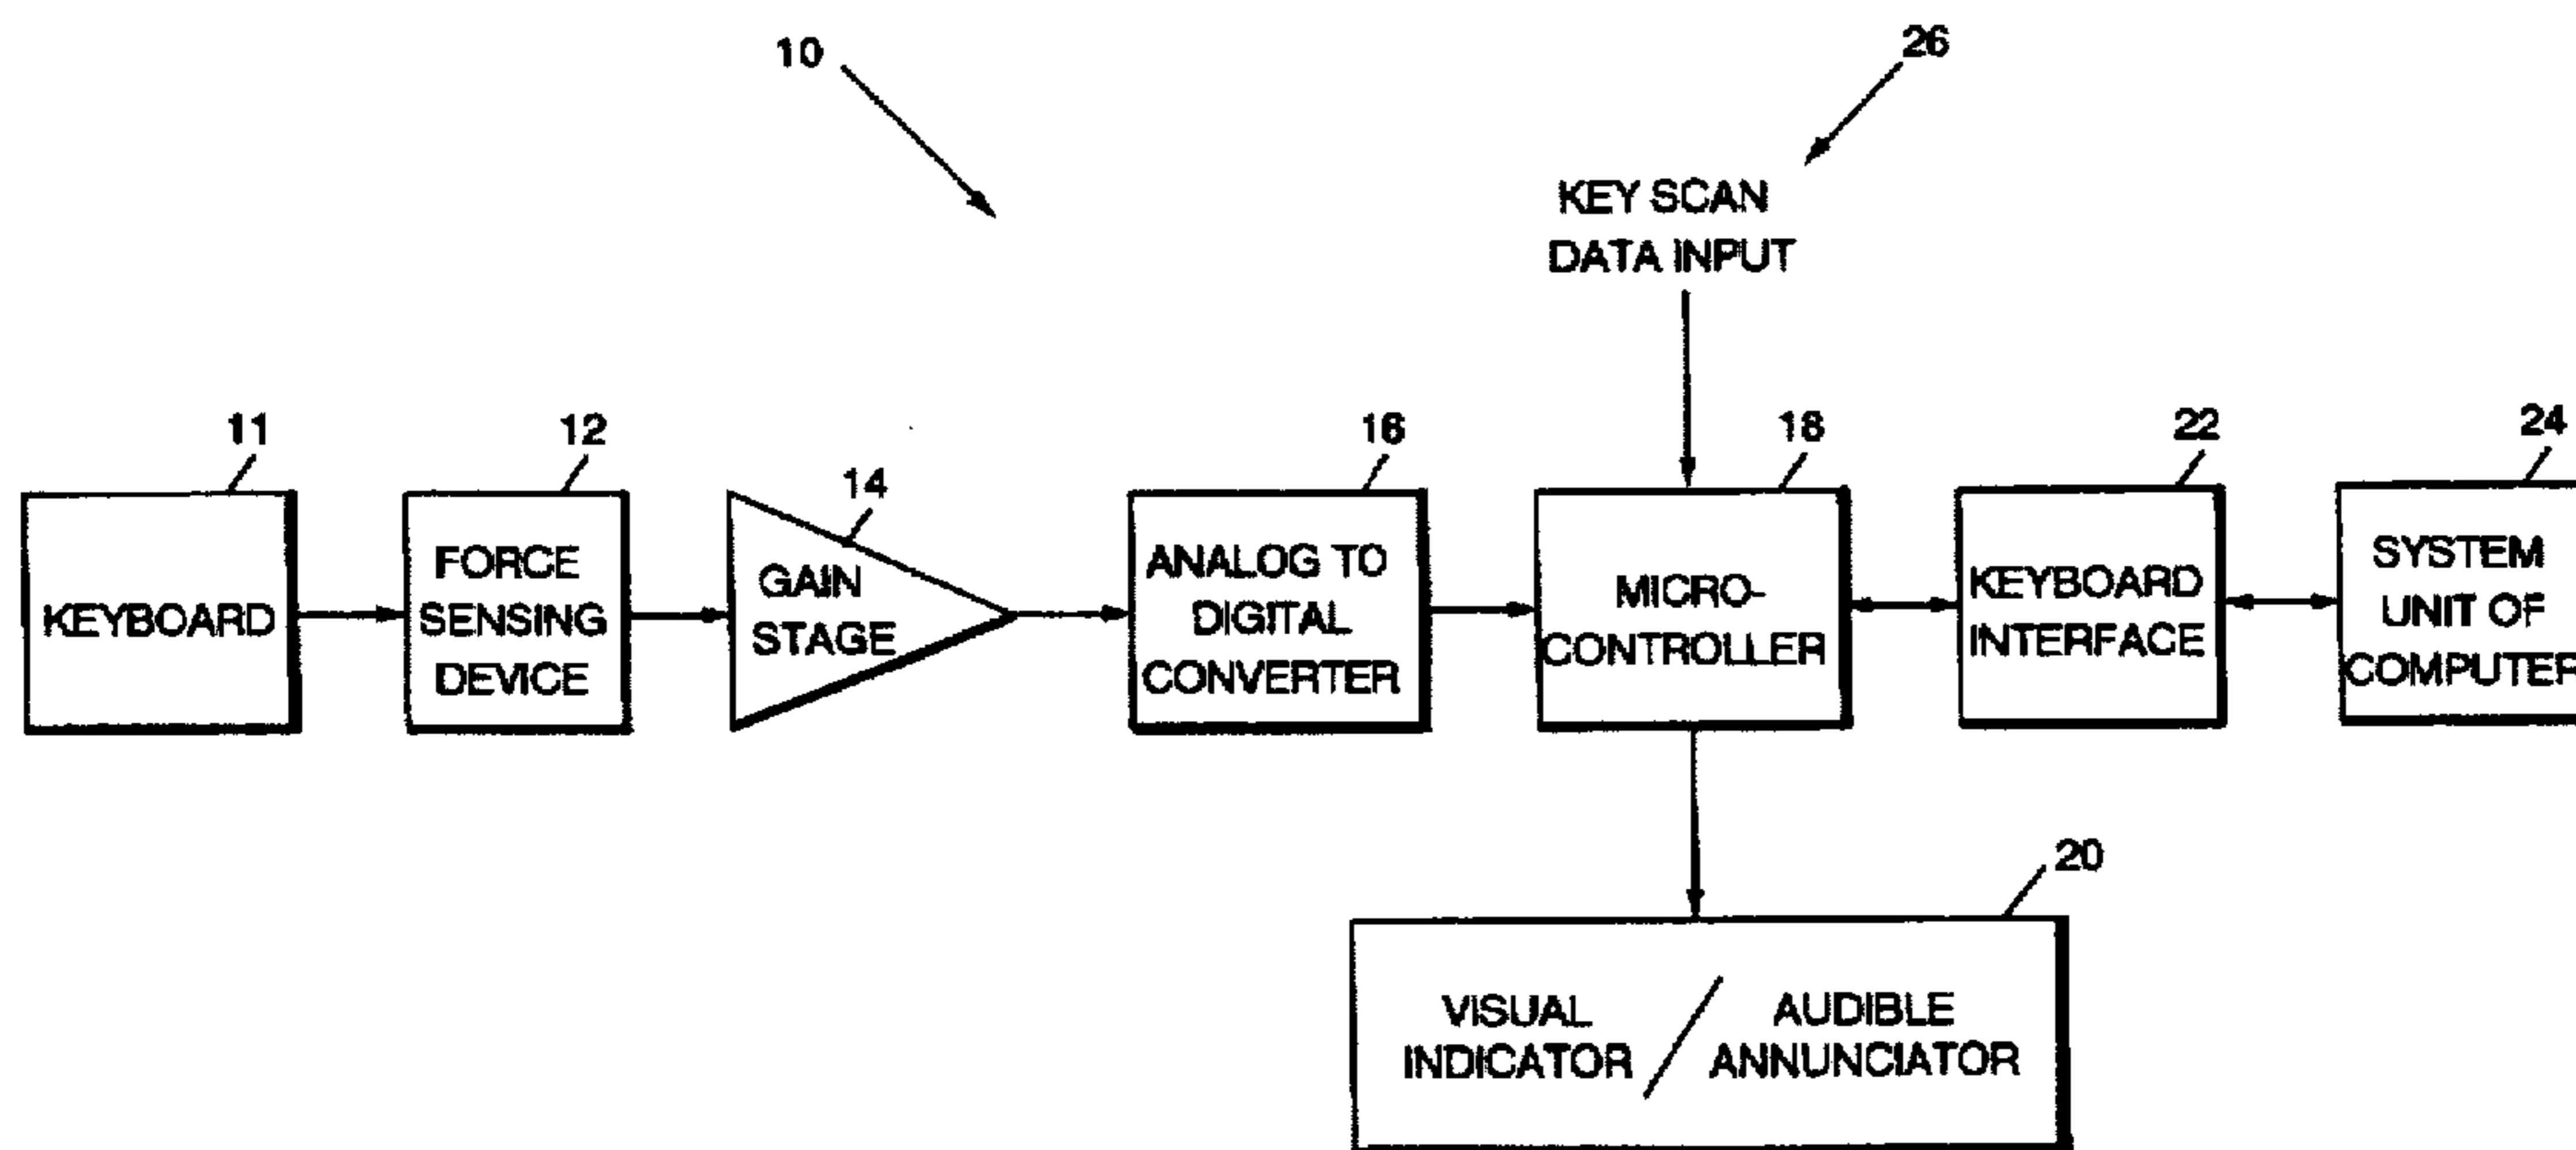 10
26
KEY SCAN
DATA INPUT
11
12
14
16
18
22
24
KEYBOARD
FORCE
SENSING
DEVICE
GAIN
STAGE
ANALOG TO
DIGITAL
CONVERTER
MICRO-
CONTROLLER
KEYBOARD
INTERFACE
SYSTEM
UNIT OF
COMPUTER
20
VISUAL
INDICATOR
/
AUDIBLE
ANNUNCIATOR